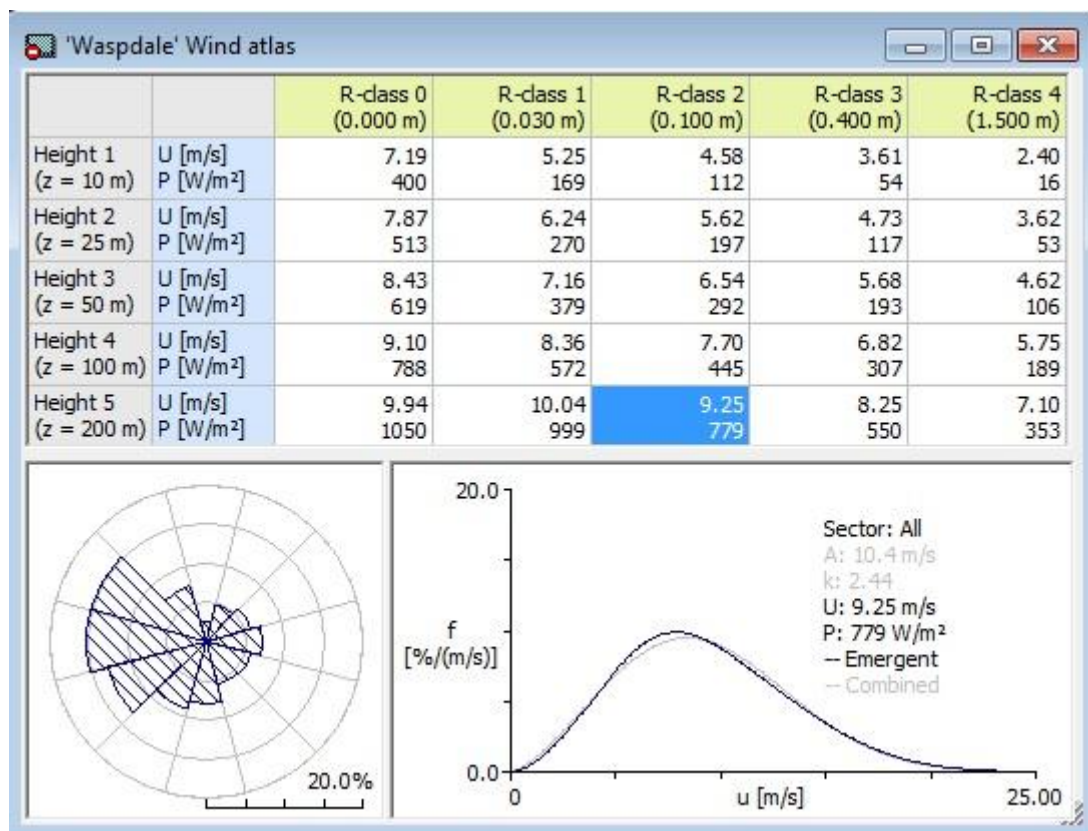 'Waspdale' Wind atlas
R-class 0 R-class 1 R-class 2 R-class 3 R-class 4
(0.000 m) (0.030 m) (0.100 m) (0.400 m) (1.500 m)
Height 1 U [m/s] 7.19 5.25 4.58 3.61 2.40
(z = 10 m) P [W/m²] 400 169 112 54 16
Height 2 U [m/s] 7.87 6.24 5.62 4.73 3.62
(z = 25 m) P [W/m²] 513 270 197 117 53
Height 3 U [m/s] 8.43 7.16 6.54 5.68 4.62
(z = 50 m) P [W/m²] 619 379 292 193 106
Height 4 U [m/s] 9.10 8.36 7.70 6.82 5.75
(z = 100 m) P [W/m²] 788 572 445 307 189
Height 5 U [m/s] 9.94 10.04 9.25 8.25 7.10
(z = 200 m) P [W/m²] 1050 999 779 550 353
20.0%
20.0
f
[%/(m/s)]
0.0
0 u [m/s] 25.00
Sector: All
A: 10.4 m/s
k: 2.44
U: 9.25 m/s
P: 779 W/m²
-- Emergent
-- Combined